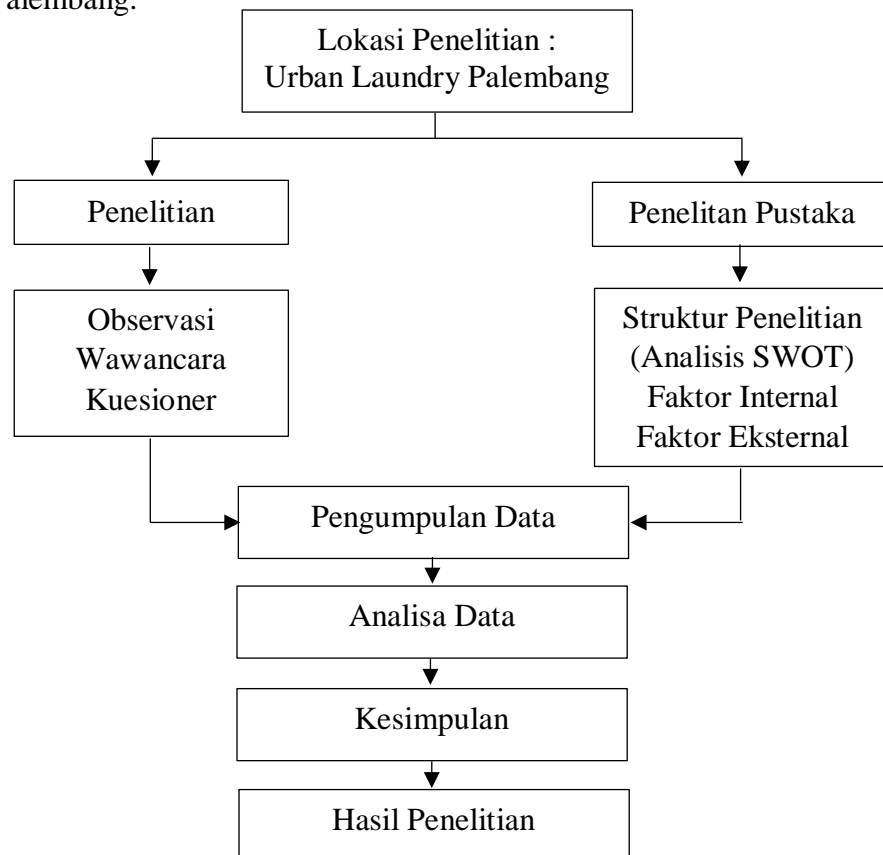 alembang.
Lokasi Penelitian :
Urban Laundry Palembang
Penelitian
Penelitan Pustaka
Observasi
Wawancara
Kuesioner
Struktur Penelitian
(Analisis SWOT)
Faktor Internal
Faktor Eksternal
Pengumpulan Data
Analisa Data
Kesimpulan
Hasil Penelitian